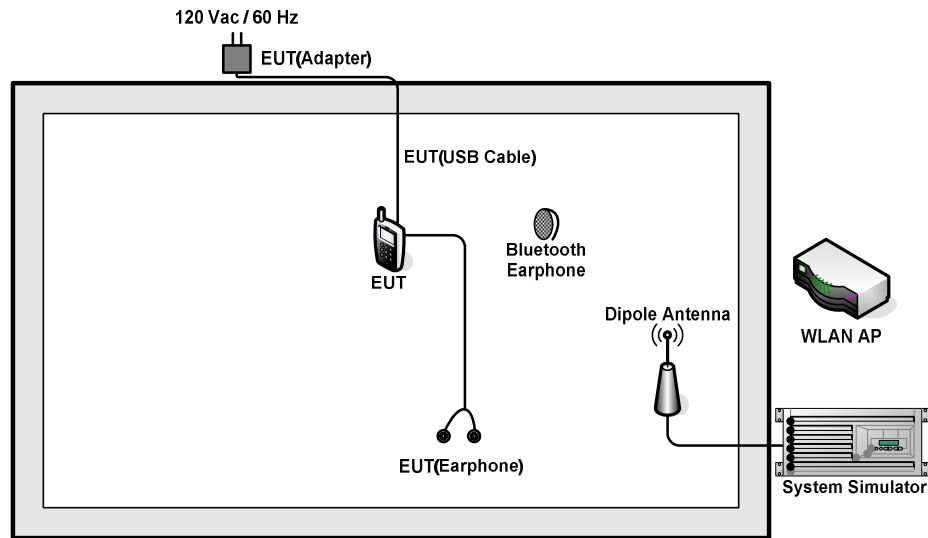 120 Vac / 60 Hz
EUT(Adapter)
EUT(USB Cable)
EUT
Bluetooth
Earphone
Dipole Antenna
WLAN AP
EUT(Earphone)
System Simulator